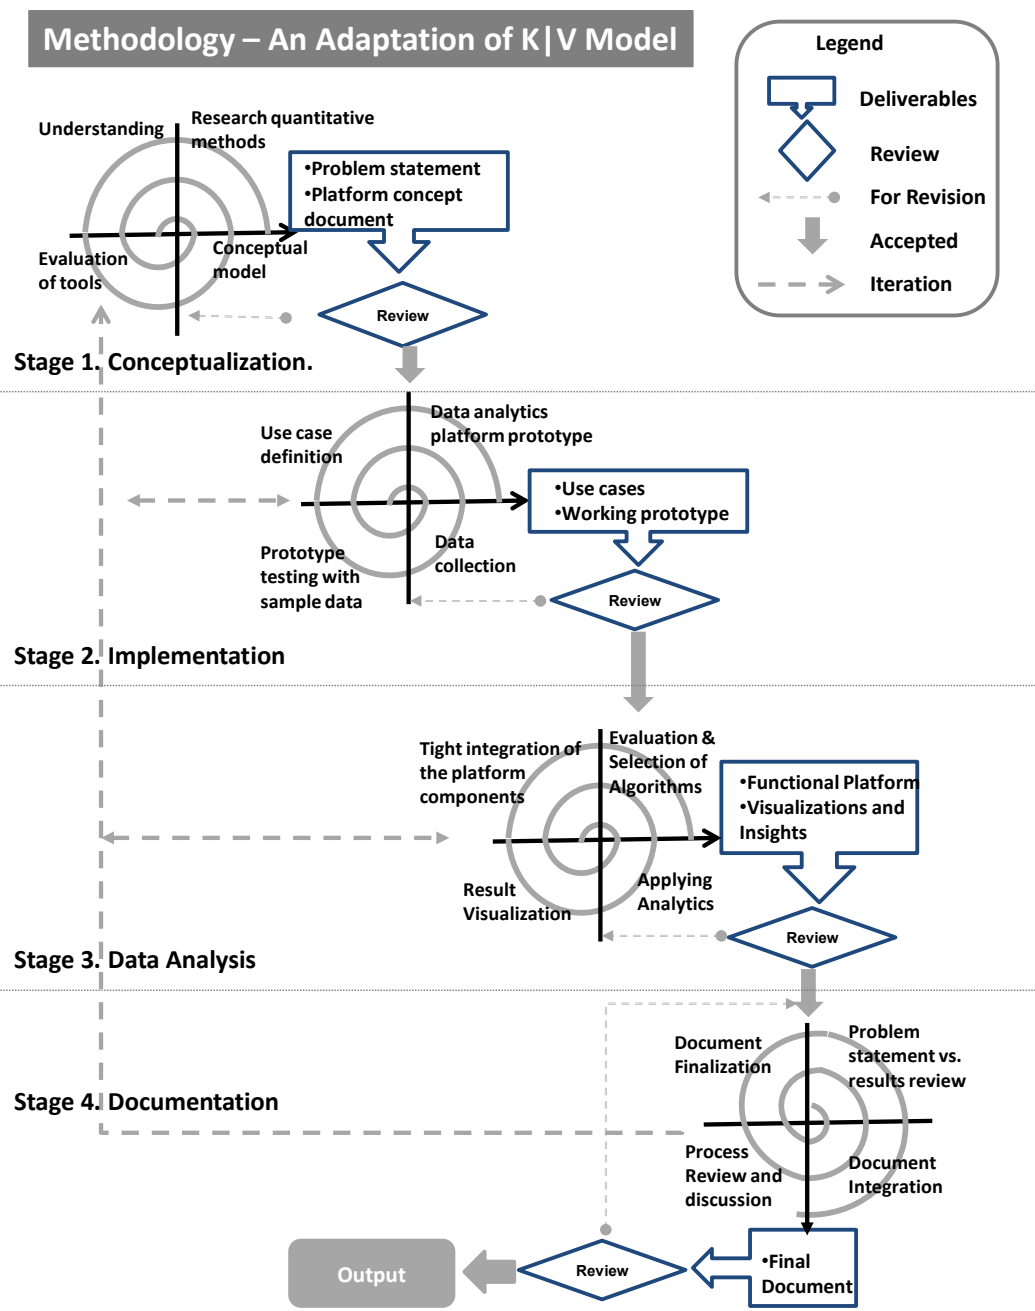 Methodology – An Adaptation of K|V Model
Legend
Deliverables
Review
For Revision
Accepted
Iteration
Understanding
Research quantitative
methods
•Problem statement
•Platform concept
document
Evaluation
of tools
Conceptual
model
Review
Stage 1. Conceptualization.
Use case
definition
Data analytics
platform prototype
•Use cases
•Working prototype
Prototype
testing with
sample data
Data
collection
Review
Stage 2. Implementation
Tight integration of
the platform
components
Evaluation &
Selection of
Algorithms
•Functional Platform
•Visualizations and
Insights
Result
Visualization
Applying
Analytics
Review
Stage 3. Data Analysis
Document
Finalization
Problem
statement vs.
results review
Stage 4. Documentation
Process
Review and
discussion
Document
Integration
•Final
Document
Review
Output